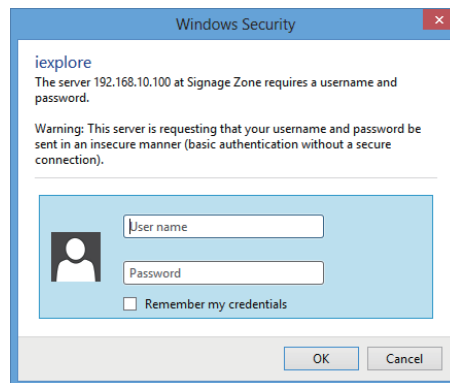 Windows Security
iexplore
The server 192.168.10.100 at Signage Zone requires a username and
password.
Warning: This server is requesting that your username and password be
sent in an insecure manner (basic authentication without a secure
connection).
User name
Password
Remember my credentials
OK Cancel